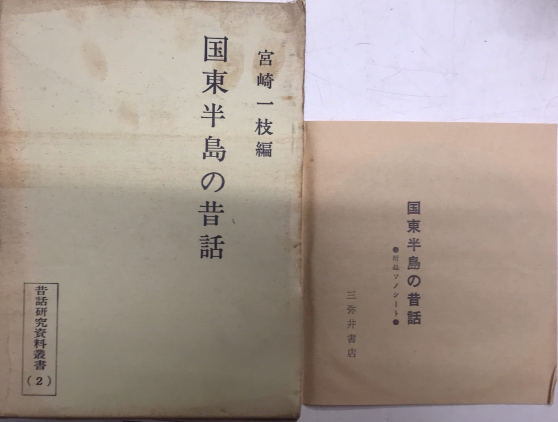 国東半島の昔話
宮崎一枝編
昔話研究資料叢書
(2)
国東半島の昔話
●附録ソノシート●
三弥井書店